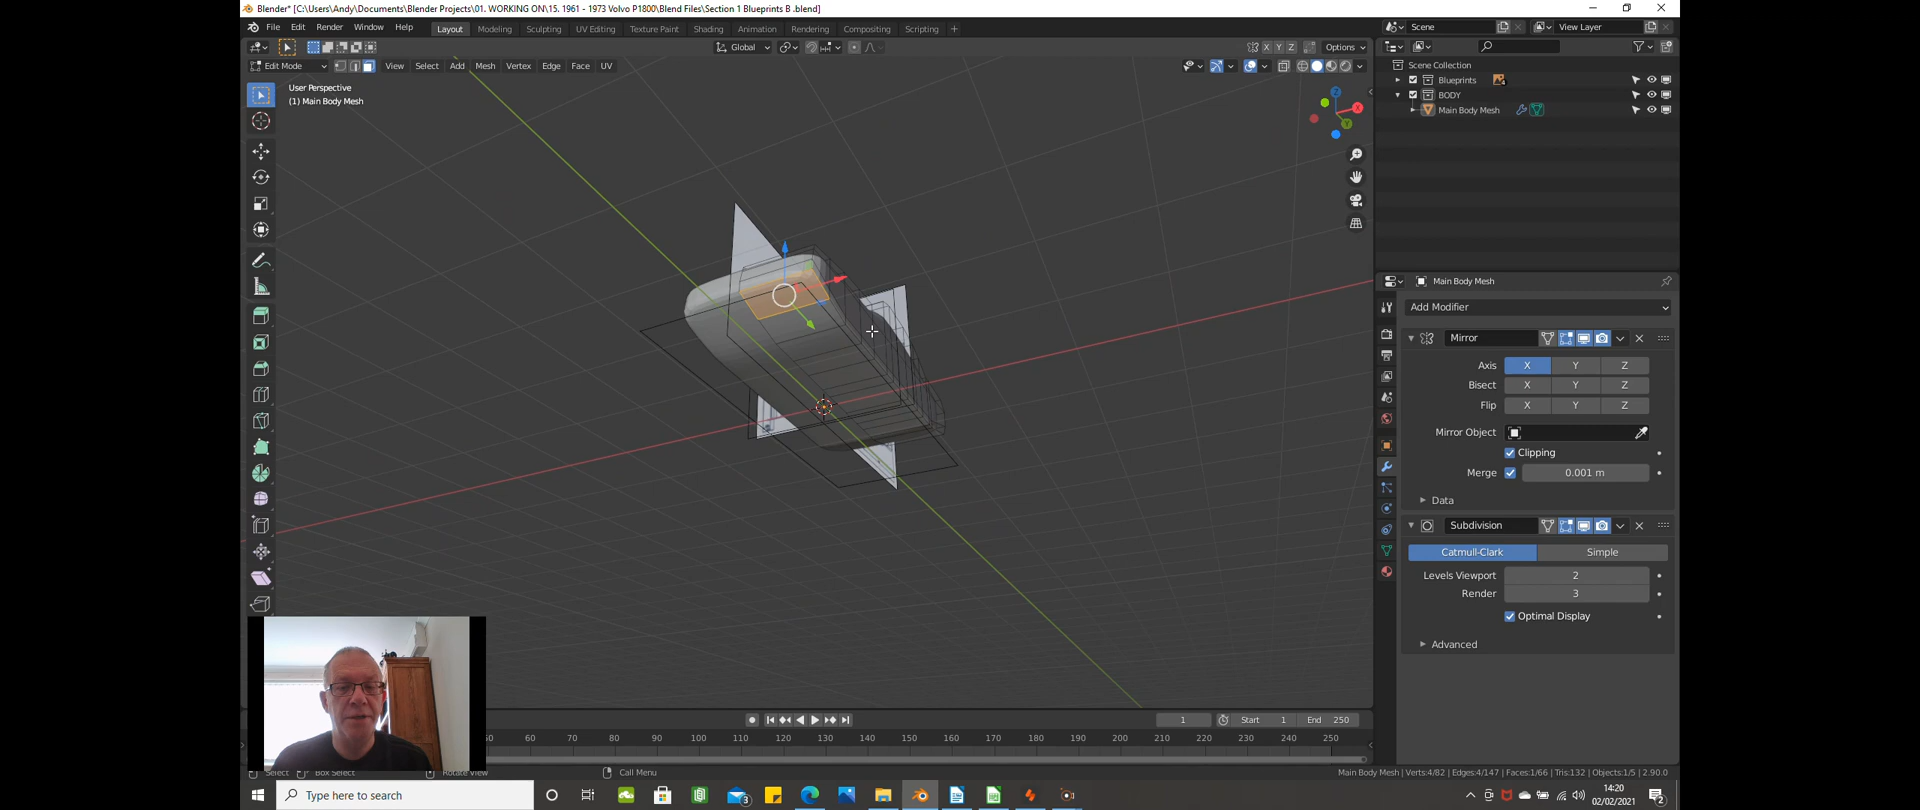 Blender* [C:\Users\Andy\Documents\Blender Projects\01. WORKING ON\15. 1961 - 1973 Volvo P1800\Blend Files\Section 1 Blueprints B .blend]
File Edit Render Window Help Layout Modeling Sculpting UV Editing Texture Paint Shading Animation Rendering Compositing Scripting + Scene View Layer
Global X Y Z Options
Edit Mode View Select Add Mesh Vertex Edge Face UV
User Perspective
(1) Main Body Mesh
Scene Collection
Blueprints
BODY
Main Body Mesh
Z
X
Y
Main Body Mesh
Add Modifier
Mirror
Axis X Y Z
Bisect X Y Z
Flip X Y Z
Mirror Object
Clipping
Merge 0.001 m
Data
Subdivision
Catmull-Clark Simple
Levels Viewport 2
Render 3
Optimal Display
Advanced
1 Start 1 End 250
50 60 70 80 90 100 110 120 130 140 150 160 170 180 190 200 210 220 230 240 250
Select Box Select Rotate View Call Menu Main Body Mesh | Verts:4/82 | Edges:4/147 | Faces:1/66 | Tris:132 | Objects:1/5 | 2.90.0
Type here to search 3 14:20
02/02/2021 2